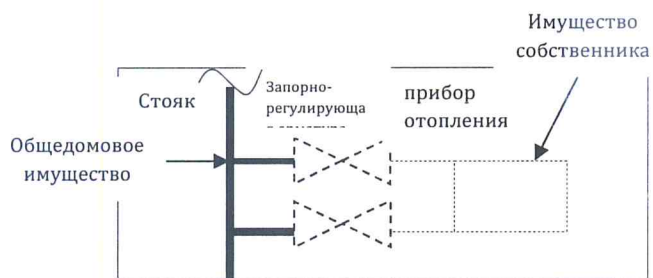 Имущество
собственника
Стояк
Запорно-
регулирующа
прибор
отопления
Общедомовое
имущество